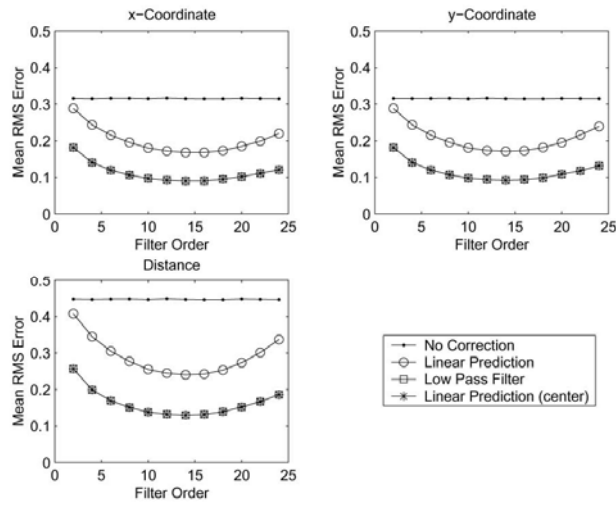 x−Coordinate
0.5
0.4
0.3
0.2
0.1
0
Mean RMS Error
0 5 10 15 20 25
Filter Order
y−Coordinate
0.5
0.4
0.3
0.2
0.1
0
Mean RMS Error
0 5 10 15 20 25
Filter Order
Distance
0.5
0.4
0.3
0.2
0.1
0
Mean RMS Error
0 5 10 15 20 25
Filter Order
No Correction
Linear Prediction
Low Pass Filter
Linear Prediction (center)